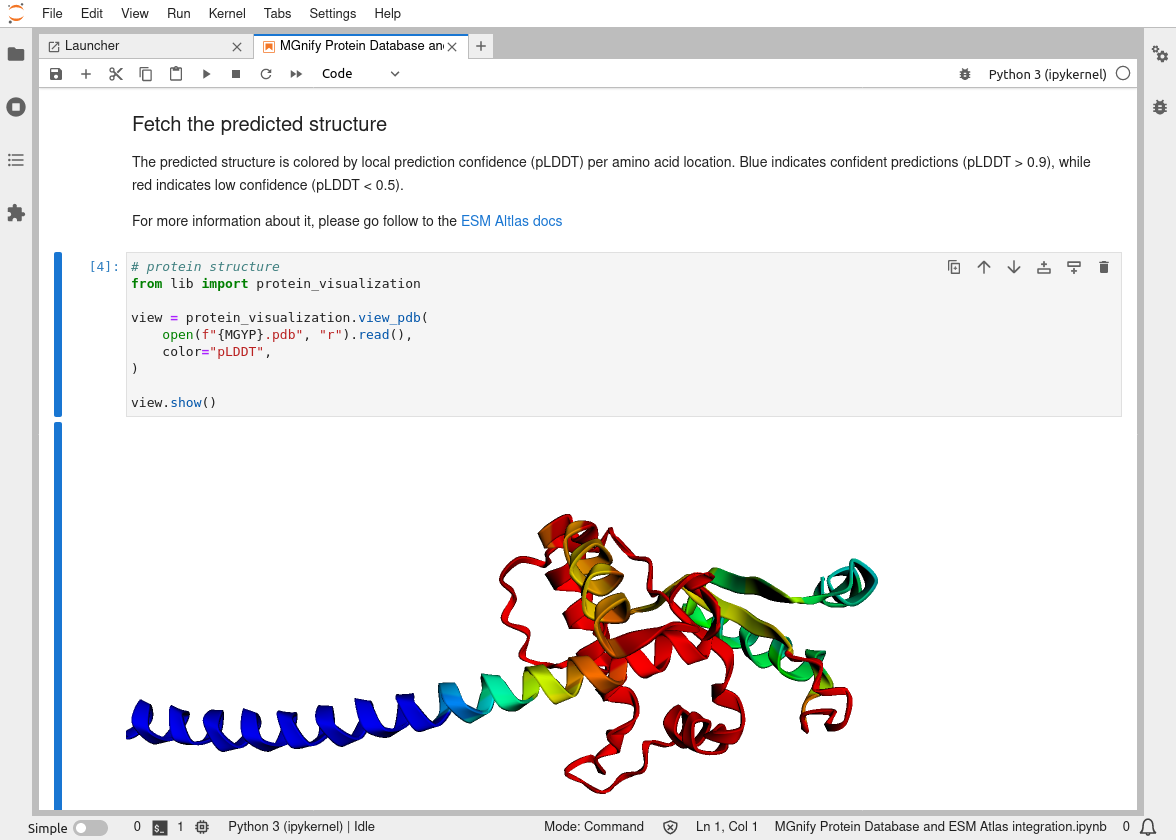 File Edit View Run Kernel Tabs Settings Help
Launcher
MGnify Protein Database an
Code
Python 3 (ipykernel)
Fetch the predicted structure
The predicted structure is colored by local prediction confidence (pLDDT) per amino acid location. Blue indicates confident predictions (pLDDT > 0.9), while
red indicates low confidence (pLDDT < 0.5).
For more information about it, please go follow to the ESM Altlas docs
[4]:
# protein structure
from lib import protein_visualization
view = protein_visualization.view_pdb(
    open(f"{MGYP}.pdb", "r").read(),
    color="pLDDT",
)
view.show()
Simple 0 $_ 1 Python 3 (ipykernel) | Idle Mode: Command Ln 1, Col 1 MGnify Protein Database and ESM Atlas integration.ipynb 0